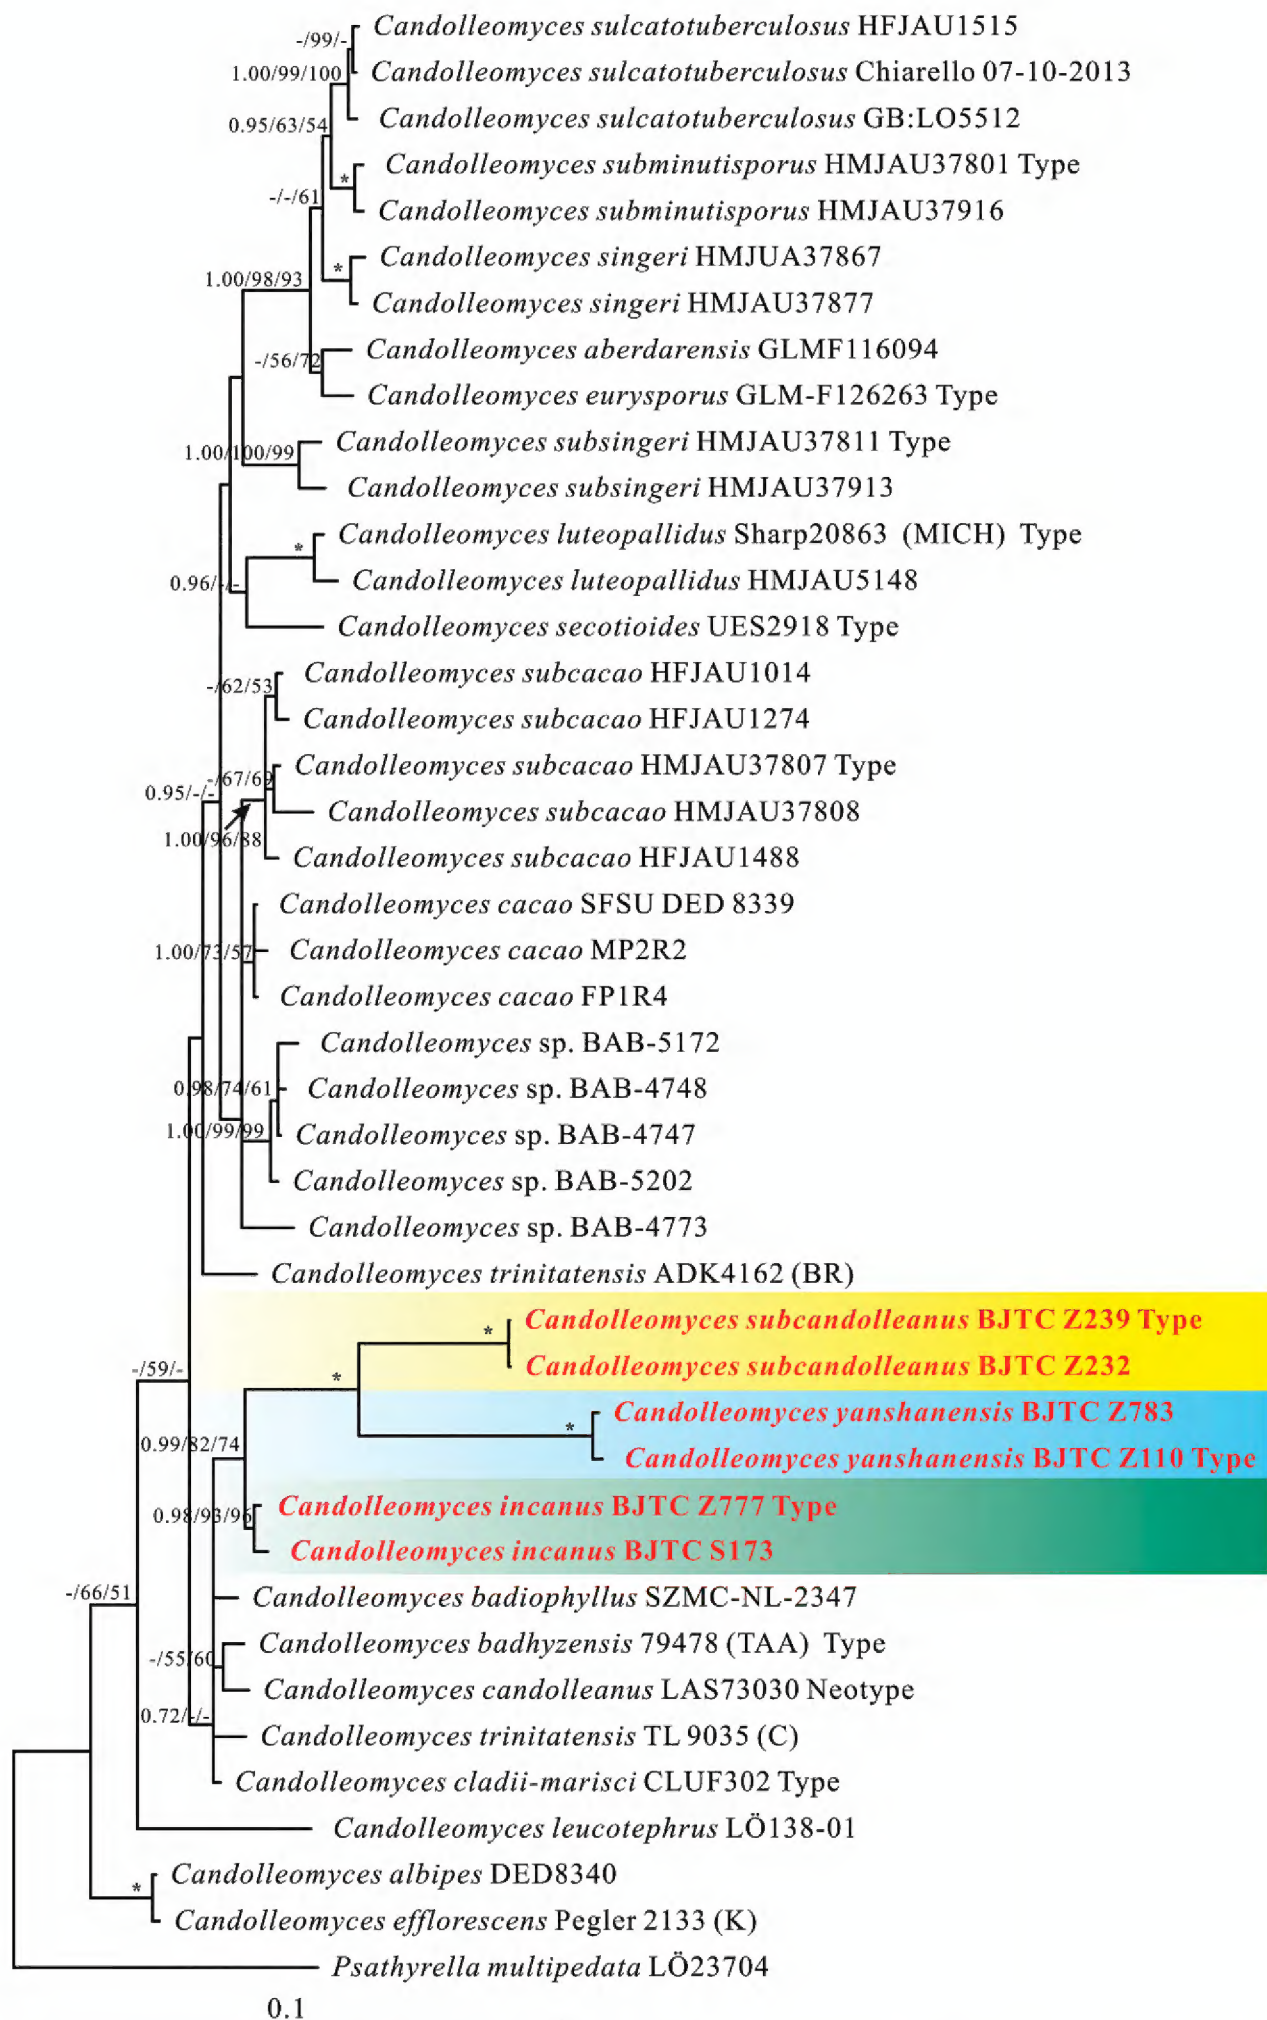 -/99/-
Candolleomyces sulcatotuberculosus HFJAU1515
1.00/99/100
Candolleomyces sulcatotuberculosus Chiarello 07-10-2013
0.95/63/54
Candolleomyces sulcatotuberculosus GB:LO5512
*
Candolleomyces subminutisporus HMJAU37801 Type
-/-/61
Candolleomyces subminutisporus HMJAU37916
*
Candolleomyces singeri HMJUA37867
1.00/98/93
Candolleomyces singeri HMJAU37877
-/56/72
Candolleomyces aberdarensis GLMF116094
Candolleomyces eurysporus GLM-F126263 Type
1.00/100/99
Candolleomyces subsingeri HMJAU37811 Type
Candolleomyces subsingeri HMJAU37913
*
Candolleomyces luteopallidus Sharp20863 (MICH) Type
0.96/-/-
Candolleomyces luteopallidus HMJAU5148
Candolleomyces secotioides UES2918 Type
-/62/53
Candolleomyces subcacao HFJAU1014
Candolleomyces subcacao HFJAU1274
-/67/69
Candolleomyces subcacao HMJAU37807 Type
0.95/-/-
Candolleomyces subcacao HMJAU37808
1.00/96/88
Candolleomyces subcacao HFJAU1488
Candolleomyces cacao SFSU DED 8339
1.00/73/57
Candolleomyces cacao MP2R2
Candolleomyces cacao FP1R4
Candolleomyces sp. BAB-5172
0.98/74/61
Candolleomyces sp. BAB-4748
1.00/99/99
Candolleomyces sp. BAB-4747
Candolleomyces sp. BAB-5202
Candolleomyces sp. BAB-4773
Candolleomyces trinitatensis ADK4162 (BR)
*
Candolleomyces subcandolleanus BJTC Z239 Type
-/59/-
*
Candolleomyces subcandolleanus BJTC Z232
*
Candolleomyces yanshanensis BJTC Z783
0.99/82/74
Candolleomyces yanshanensis BJTC Z110 Type
0.98/93/96
Candolleomyces incanus BJTC Z777 Type
Candolleomyces incanus BJTC S173
-/66/51
Candolleomyces badiophyllus SZMC-NL-2347
-/55/60
Candolleomyces badhyzensis 79478 (TAA) Type
Candolleomyces candolleanus LAS73030 Neotype
0.72/-/-
Candolleomyces trinitatensis TL 9035 (C)
Candolleomyces cladii-marisci CLUF302 Type
Candolleomyces leucotephrus LÖ138-01
*
Candolleomyces albipes DED8340
Candolleomyces efflorescens Pegler 2133 (K)
Psathyrella multipedata LÖ23704
0.1